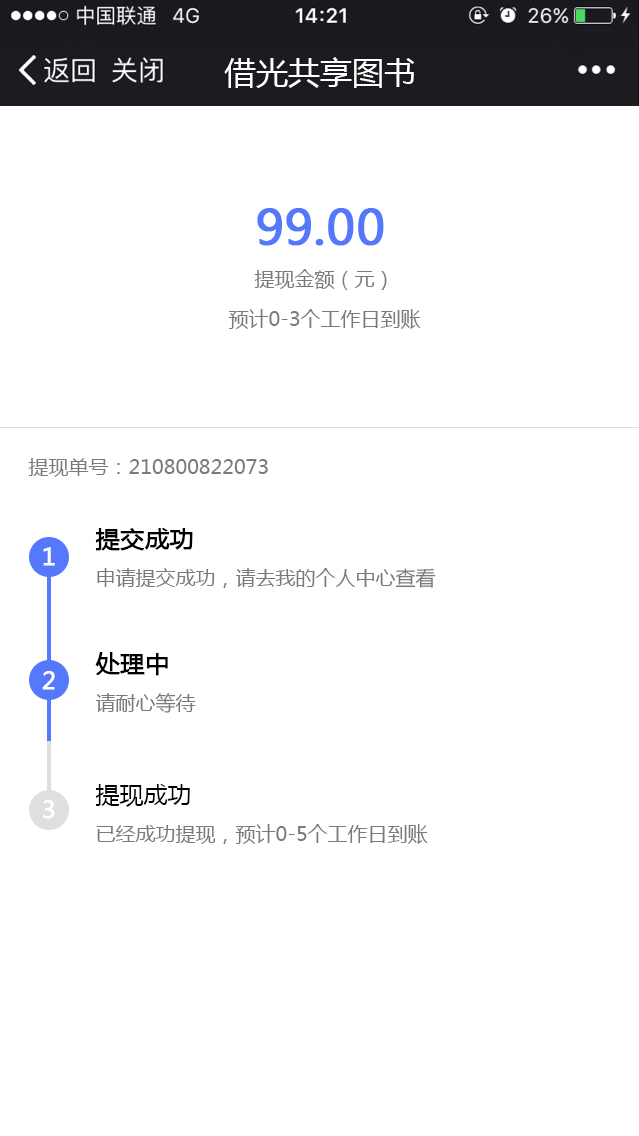 中国联通 4G 14:21 26%
返回 关闭 借光共享图书
99.00
提现金额（元）
预计0-3个工作日到账
提现单号：210800822073
1 提交成功
申请提交成功，请去我的个人中心查看
2 处理中
请耐心等待
3 提现成功
已经成功提现，预计0-5个工作日到账